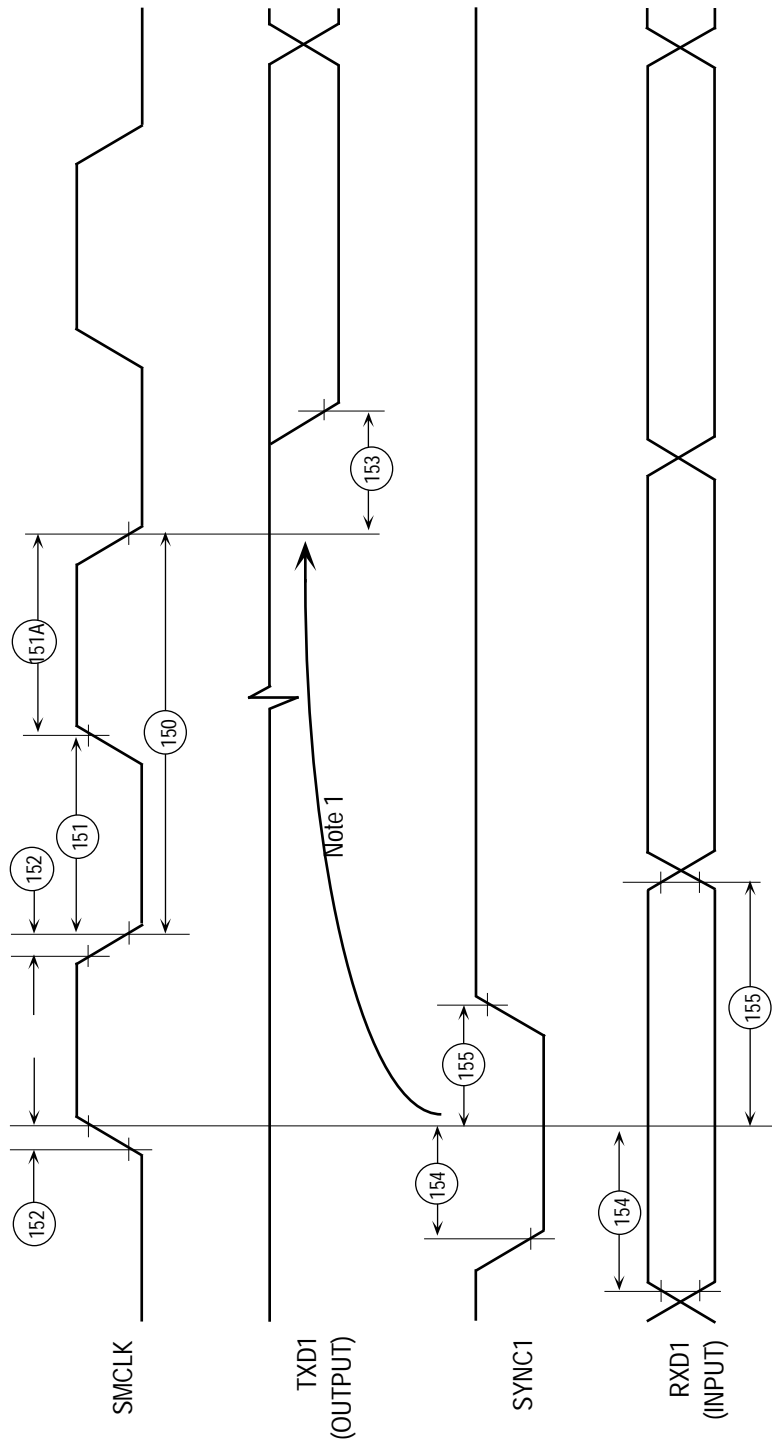 SMCLK
152
152
151
151A
150
TXD1
(OUTPUT)
Note 1
153
SYNC1
154
155
RXD1
(INPUT)
154
155